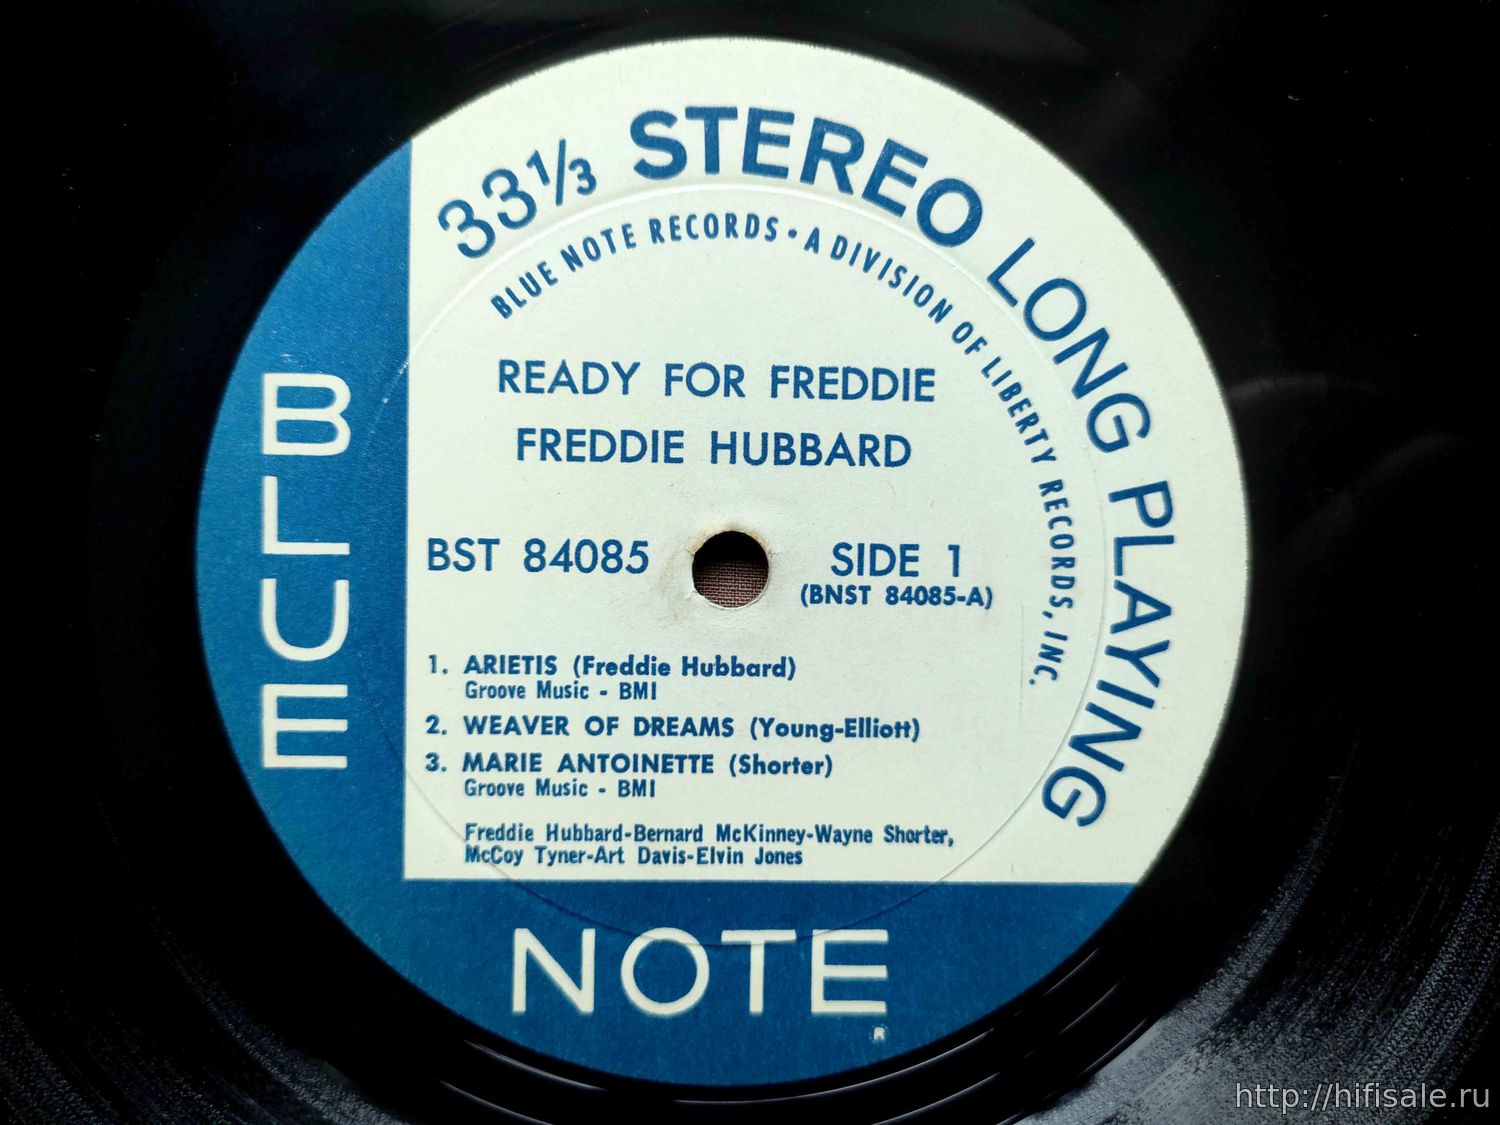 33⅓ STEREO LONG PLAYING
BLUE NOTE RECORDS • A DIVISION OF LIBERTY RECORDS, INC.
READY FOR FREDDIE
FREDDIE HUBBARD
BST 84085
SIDE 1
(BNST 84085-A)
1. ARIETIS (Freddie Hubbard)
Groove Music - BMI
2. WEAVER OF DREAMS (Young-Elliott)
3. MARIE ANTOINETTE (Shorter)
Groove Music - BMI
Freddie Hubbard-Bernard McKinney-Wayne Shorter,
McCoy Tyner-Art Davis-Elvin Jones
BLUE
NOTE
®
http://hifisale.ru